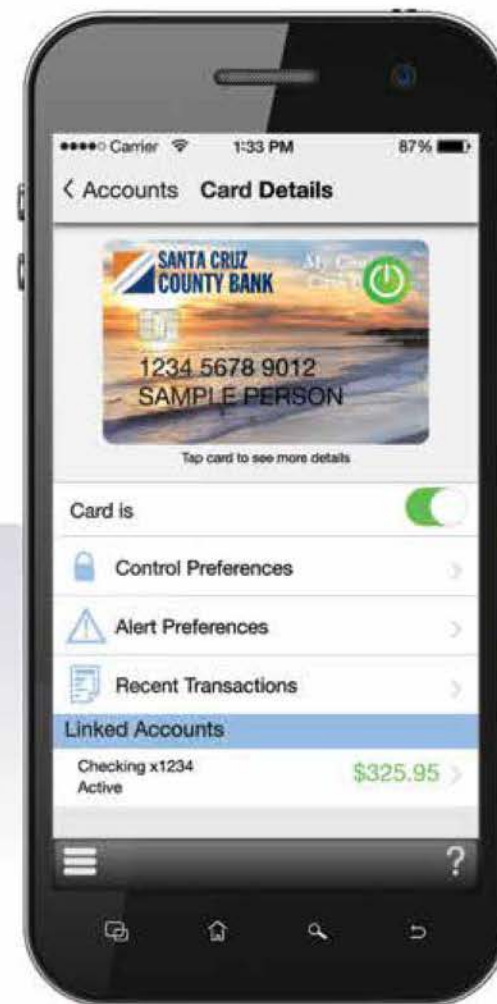 Carrier 1:33 PM 87%
< Accounts Card Details
SANTA CRUZ
COUNTY BANK
My
1234 5678 9012
SAMPLE PERSON
Tap card to see more details
Card is
Control Preferences
Alert Preferences
Recent Transactions
Linked Accounts
Checking x1234
Active
$325.95
?